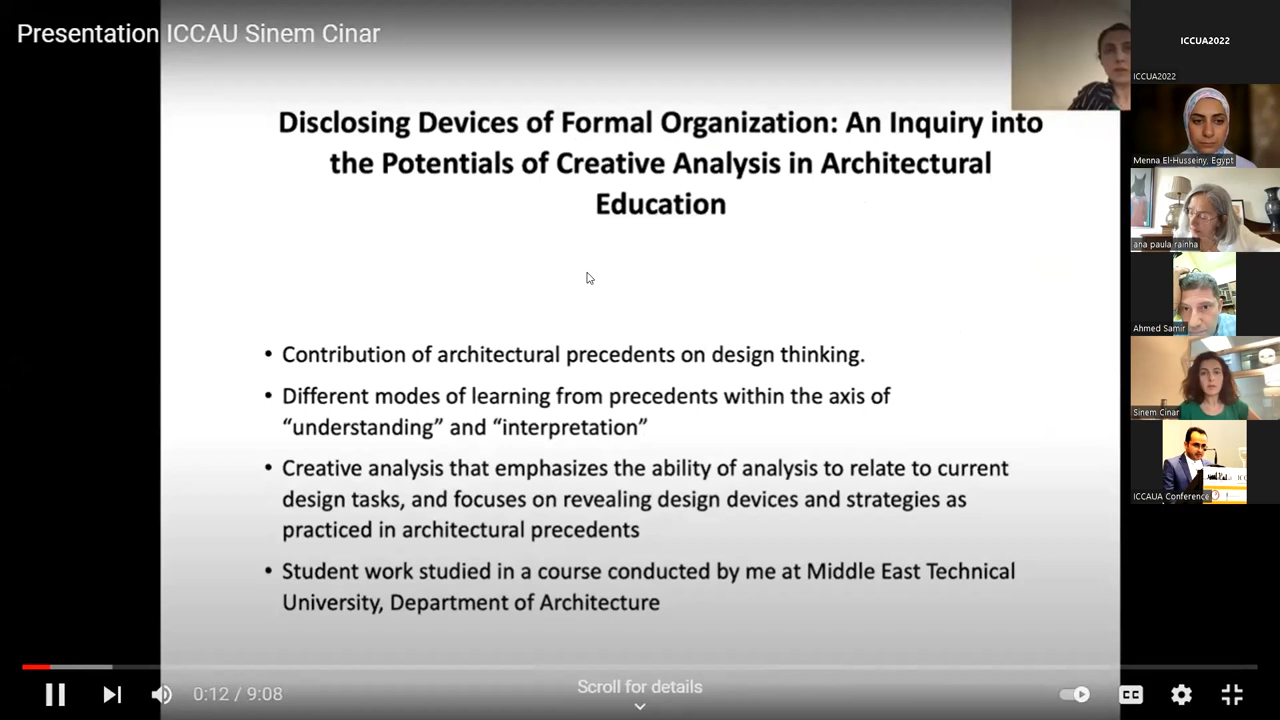 Presentation ICCAU Sinem Cinar
Disclosing Devices of Formal Organization: An Inquiry into
the Potentials of Creative Analysis in Architectural
Education
• Contribution of architectural precedents on design thinking.
• Different modes of learning from precedents within the axis of
“understanding” and “interpretation”
• Creative analysis that emphasizes the ability of analysis to relate to current
design tasks, and focuses on revealing design devices and strategies as
practiced in architectural precedents
• Student work studied in a course conducted by me at Middle East Technical
University, Department of Architecture
ICCUA2022
ICCUA2022
Menna El-Husseiny, Egypt
ana paula rainha
Ahmed Samir
Sinem Cinar
ICCAUA Conference
0:12 / 9:08
Scroll for details
CC